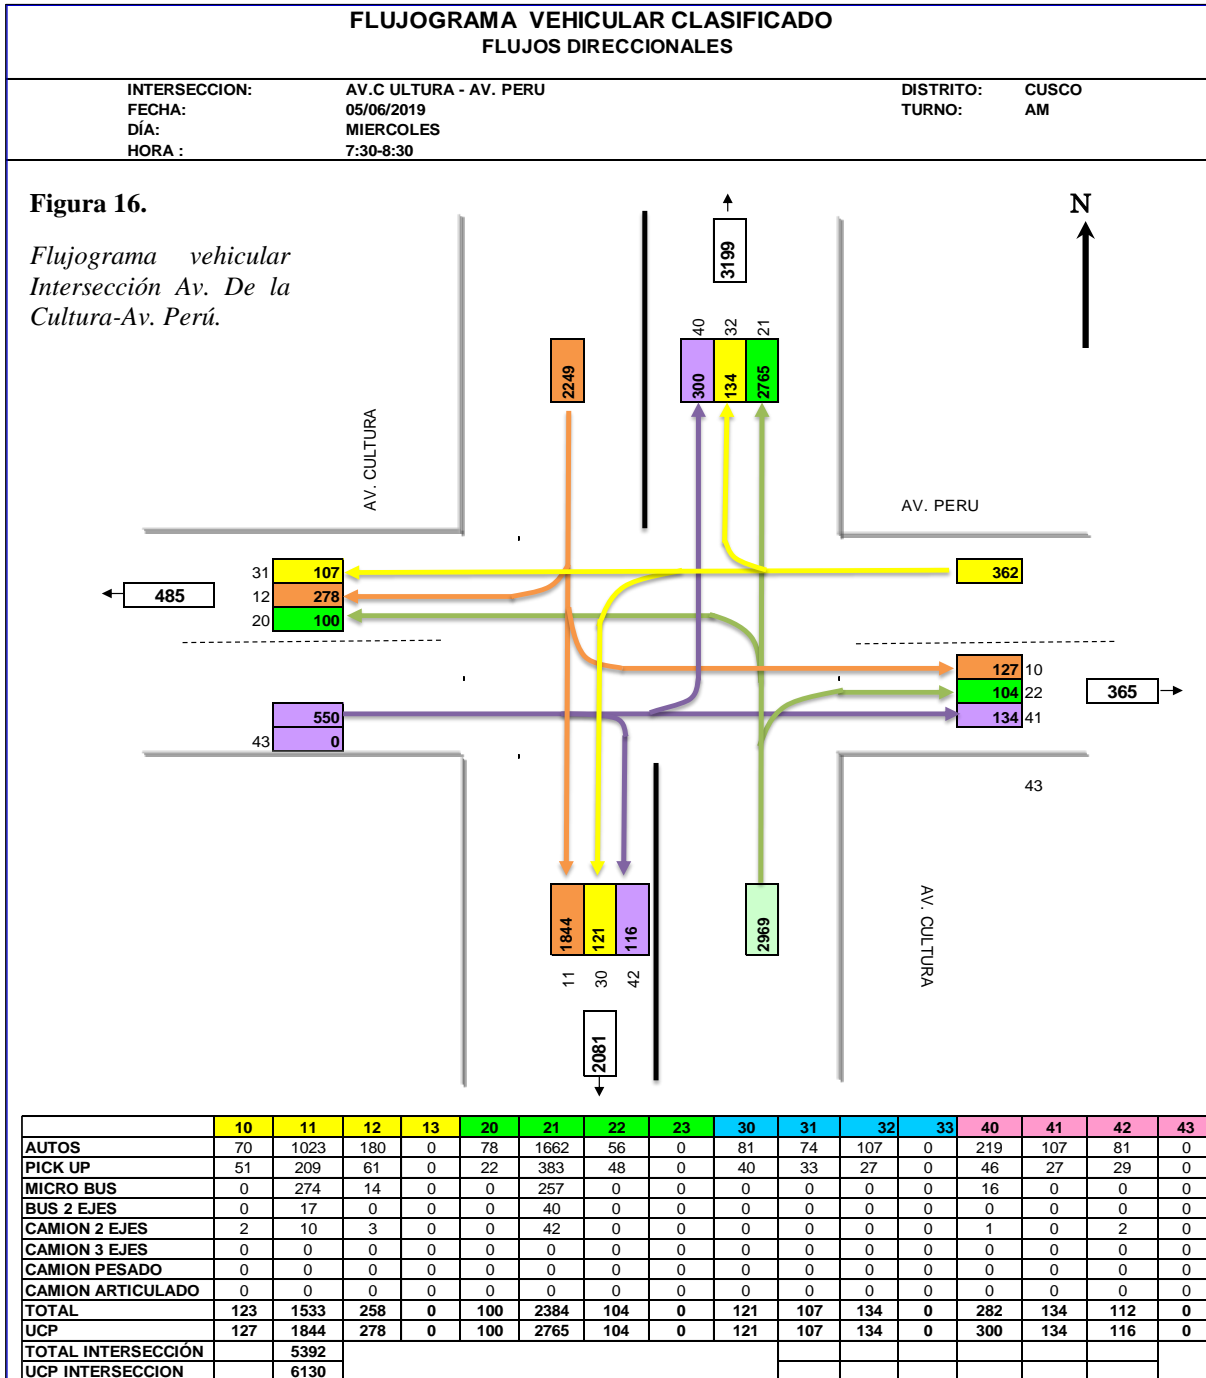 FLUJOGRAMA VEHICULAR CLASIFICADO
FLUJOS DIRECCIONALES
INTERSECCION: AV.C ULTURA - AV. PERU DISTRITO: CUSCO
FECHA: 05/06/2019 TURNO: AM
DÍA: MIERCOLES
HORA : 7:30-8:30
Figura 16.
Flujograma vehicular
Intersección Av. De la
Cultura-Av. Perú.
N
3199
40 32 21
2249 300 134 2765
AV. CULTURA
AV. PERU
31 107 362
485 12 278
20 100
127 10
104 22 365
550 134 41
43 0
43
1844 121 116 2969 AV. CULTURA
11 30 42
2081
10 11 12 13 20 21 22 23 30 31 32 33 40 41 42 43
AUTOS 70 1023 180 0 78 1662 56 0 81 74 107 0 219 107 81 0
PICK UP 51 209 61 0 22 383 48 0 40 33 27 0 46 27 29 0
MICRO BUS 0 274 14 0 0 257 0 0 0 0 0 0 16 0 0 0
BUS 2 EJES 0 17 0 0 0 40 0 0 0 0 0 0 0 0 0 0
CAMION 2 EJES 2 10 3 0 0 42 0 0 0 0 0 0 1 0 2 0
CAMION 3 EJES 0 0 0 0 0 0 0 0 0 0 0 0 0 0 0 0
CAMION PESADO 0 0 0 0 0 0 0 0 0 0 0 0 0 0 0 0
CAMION ARTICULADO 0 0 0 0 0 0 0 0 0 0 0 0 0 0 0 0
TOTAL 123 1533 258 0 100 2384 104 0 121 107 134 0 282 134 112 0
UCP 127 1844 278 0 100 2765 104 0 121 107 134 0 300 134 116 0
TOTAL INTERSECCIÓN 5392
UCP INTERSECCION 6130